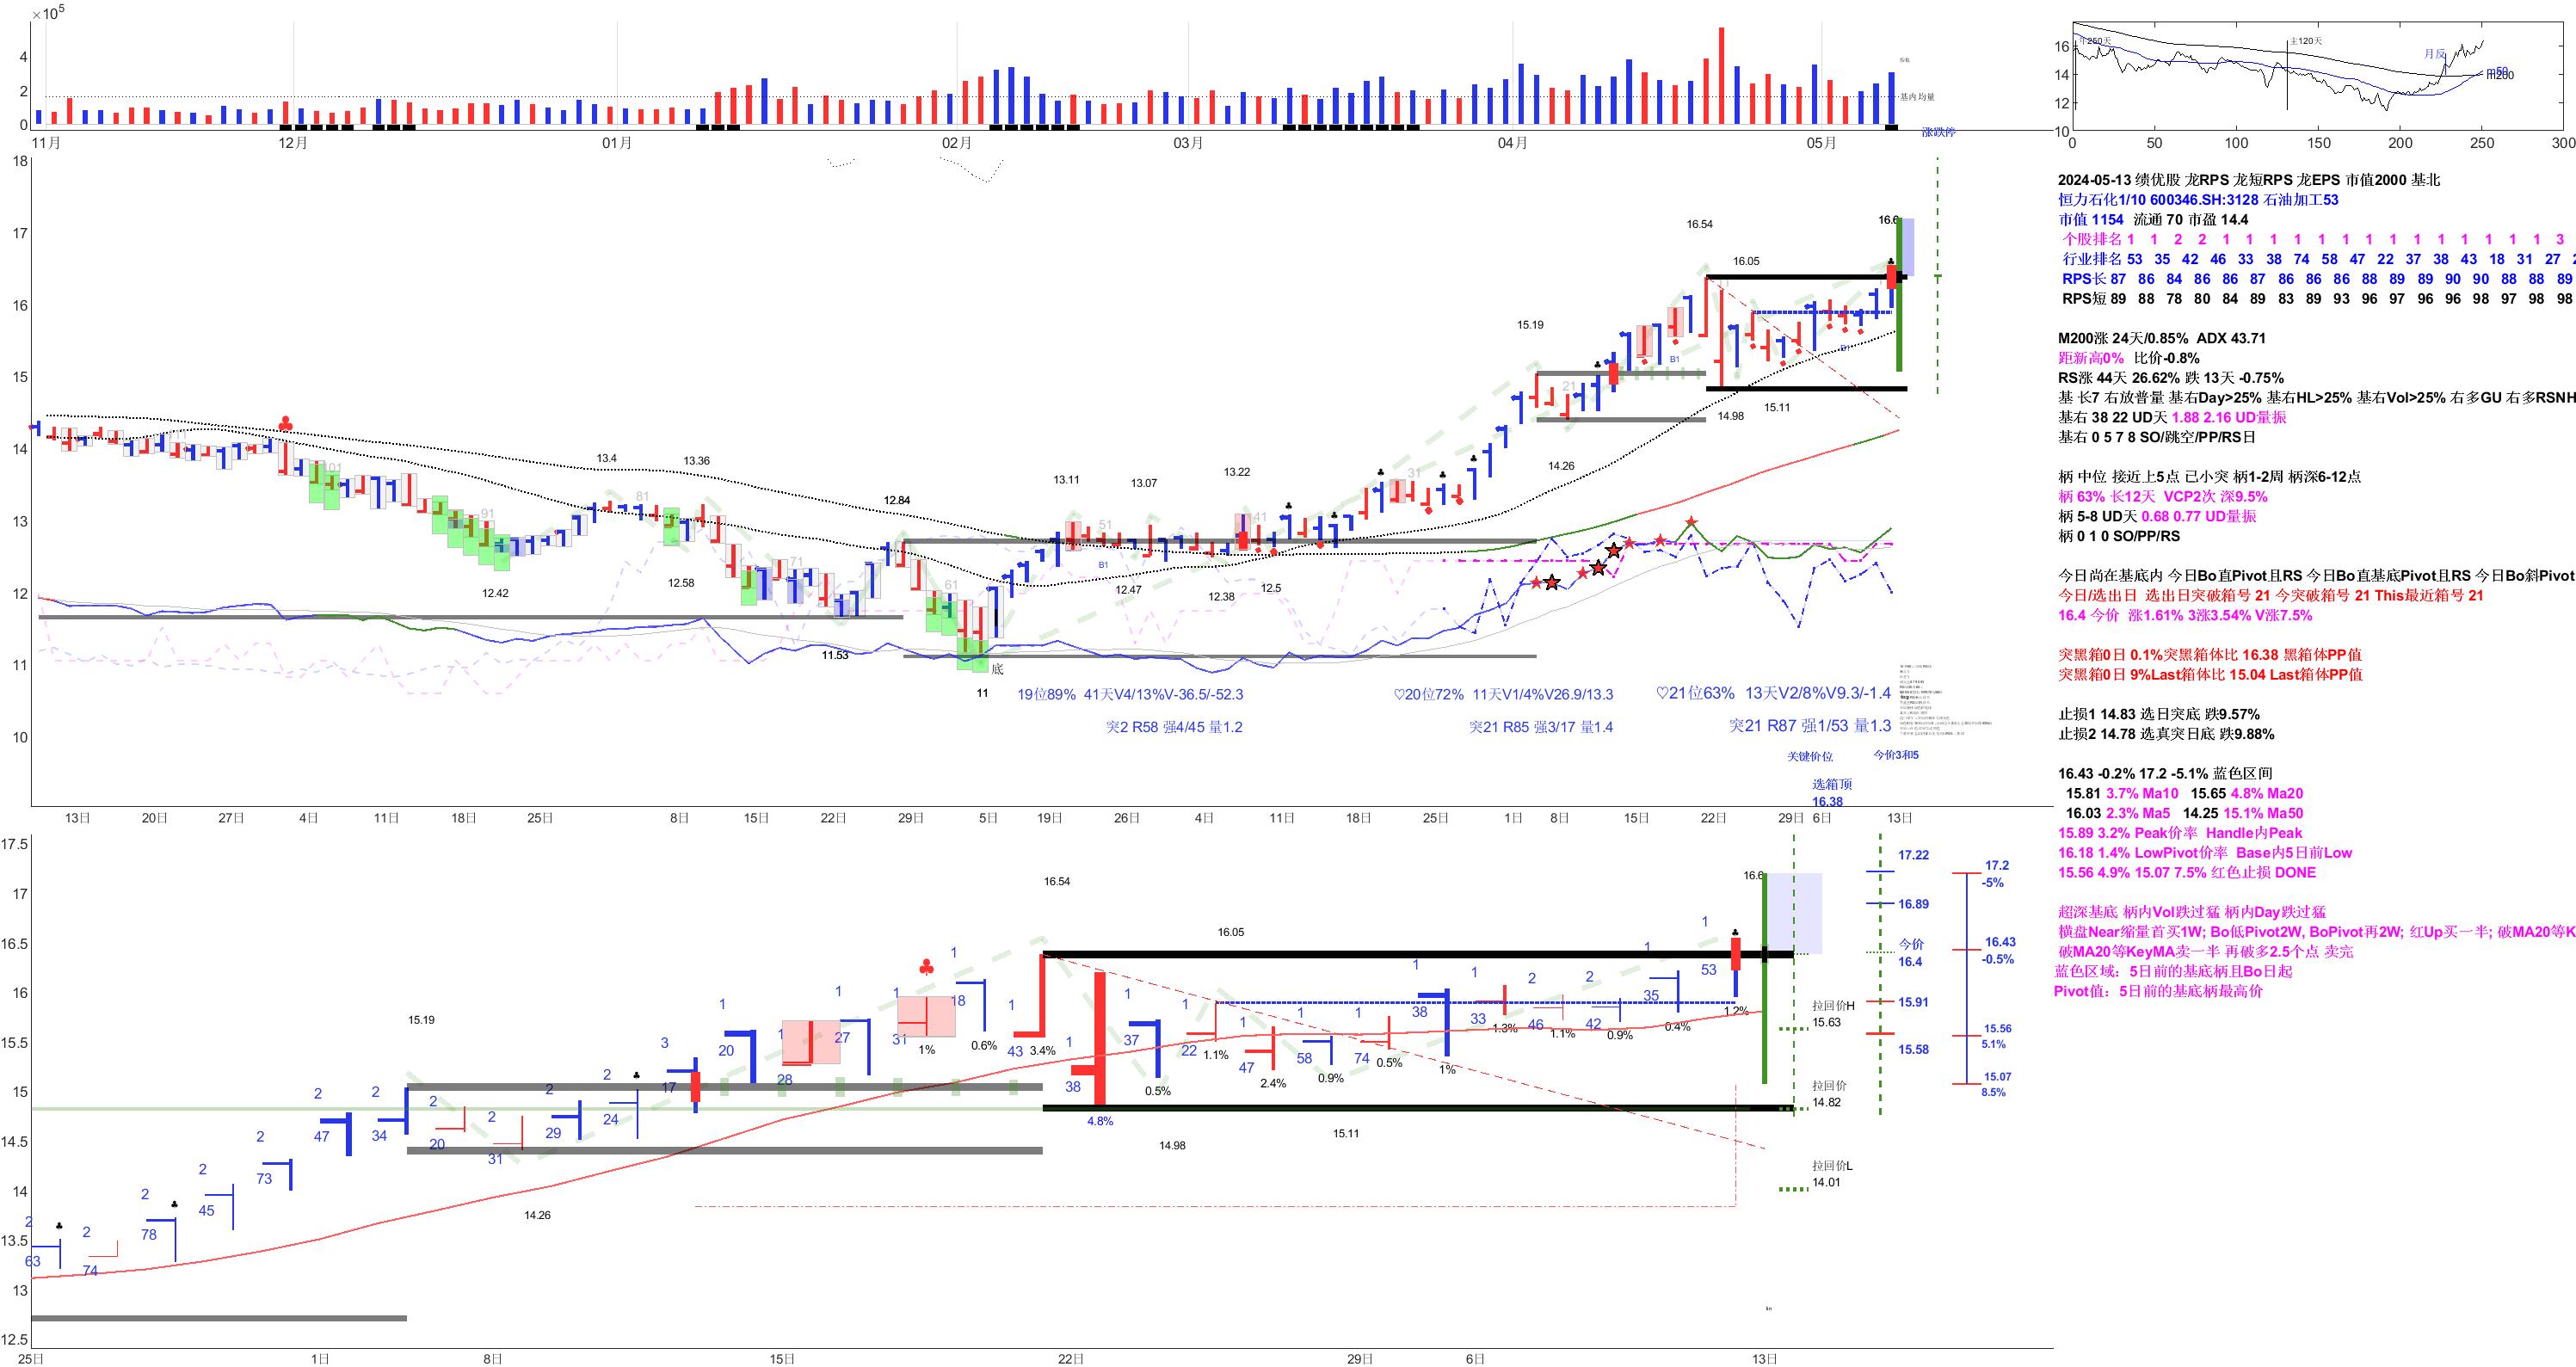 ×10⁵
4
2
0
基内均量
涨跌停
11月 12月 01月 02月 03月 04月 05月
16
14
12
10
0 50 100 150 200 250 300
年250天
主120天
月反
m200
2024-05-13 绩优股 龙RPS 龙短RPS 龙EPS 市值2000 基北
恒力石化1/10 600346.SH:3128 石油加工53
市值 1154 流通 70 市盈 14.4
个股排名 1 1 2 2 1 1 1 1 1 1 1 1 1 1 1 1 1 3
行业排名 53 35 42 46 33 38 74 58 47 22 37 38 43 18 31 27
RPS长 87 86 84 86 86 87 86 86 86 88 89 89 90 90 88 88 89
RPS短 89 88 78 80 84 89 83 89 93 96 97 96 96 98 97 98 98
M200涨 24天/0.85% ADX 43.71
距新高0% 比价-0.8%
RS涨 44天 26.62% 跌 13天 -0.75%
基 长7 右放普量 基右Day>25% 基右HL>25% 基右Vol>25% 右多GU 右多RSNH
基右 38 22 UD天 1.88 2.16 UD量振
基右 0 5 7 8 SO/跳空/PP/RS日
柄 中位 接近上5点 己小突 柄1-2周 柄深6-12点
柄 63% 长12天 VCP2次 深9.5%
柄 5-8 UD天 0.68 0.77 UD量振
柄 0 1 0 SO/PP/RS
今日尚在基底内 今日Bo直Pivot且RS 今日Bo直基底Pivot且RS 今日Bo斜Pivot
今日/选出日 选出日突破箱号 21 今突破箱号 21 This最近箱号 21
16.4 今价 涨1.61% 3涨3.54% V涨7.5%
突黑箱0日 0.1%突黑箱体比 16.38 黑箱体PP值
突黑箱0日 9%Last箱体比 15.04 Last箱体PP值
止损1 14.83 选日突底 跌9.57%
止损2 14.78 选真突日底 跌9.88%
16.43 -0.2% 17.2 -5.1% 蓝色区间
15.81 3.7% Ma10 15.65 4.8% Ma20
16.03 2.3% Ma5 14.25 15.1% Ma50
15.89 3.2% Peak价率 Handle内Peak
16.18 1.4% LowPivot价率 Base内5日前Low
15.56 4.9% 15.07 7.5% 红色止损 DONE
超深基底 柄内Vol跌过猛 柄内Day跌过猛
横盘Near缩量首买1W; Bo低Pivot2W, BoPivot再2W; 红Up买一半; 破MA20等K
破MA20等KeyMA卖一半 再破多2.5个点 卖完
蓝色区域：5日前的基底柄且Bo日起
Pivot值：5日前的基底柄最高价
18
17
16
15
14
13
12
11
10
16.54
16.6
16.05
15.19
14.98
15.11
14.26
13.4
13.36
12.84
13.11
13.07
13.22
12.42
12.58
11.53
12.47
12.38
12.5
11
底
101
91
81
71
61
51
41
31
21
B1
B1
B1
19位89% 41天V4/13%V-36.5/-52.3
突2 R58 强4/45 量1.2
♡20位72% 11天V1/4%V26.9/13.3
突21 R85 强3/17 量1.4
♡21位63% 13天V2/8%V9.3/-1.4
突21 R87 强1/53 量1.3
关键价位
今价3和5
选箱顶
16.38
13日 20日 27日 4日 11日 18日 25日 8日 15日 22日 29日 5日 19日 26日 4日 11日 18日 25日 1日 8日 15日 22日 29日 6日 13日
17.5
17
16.5
16
15.5
15
14.5
14
13.5
13
12.5
16.54
16.6
16.05
15.19
14.98
15.11
14.26
2 2 2 2 2 2 2 2 2 2 2 3 1 1 1 1 1 1 1 1 1 1 1 1 1 1 2 2 1 1
63 74 78 45 73 47 34 20 31 29 24 17 20 28 27 31 18 43 38 37 22 47 58 74 38 33 46 42 35 53
1% 0.6% 3.4% 4.8% 0.5% 1.1% 2.4% 0.9% 0.5% 1% 1.3% 1.1% 0.9% 0.4% 1.2%
17.22
16.89
今价
16.4
15.91
15.58
拉回价H
15.63
拉回价
14.82
拉回价L
14.01
17.2
-5%
16.43
-0.5%
15.56
5.1%
15.07
8.5%
25日 1日 8日 15日 22日 29日 6日 13日